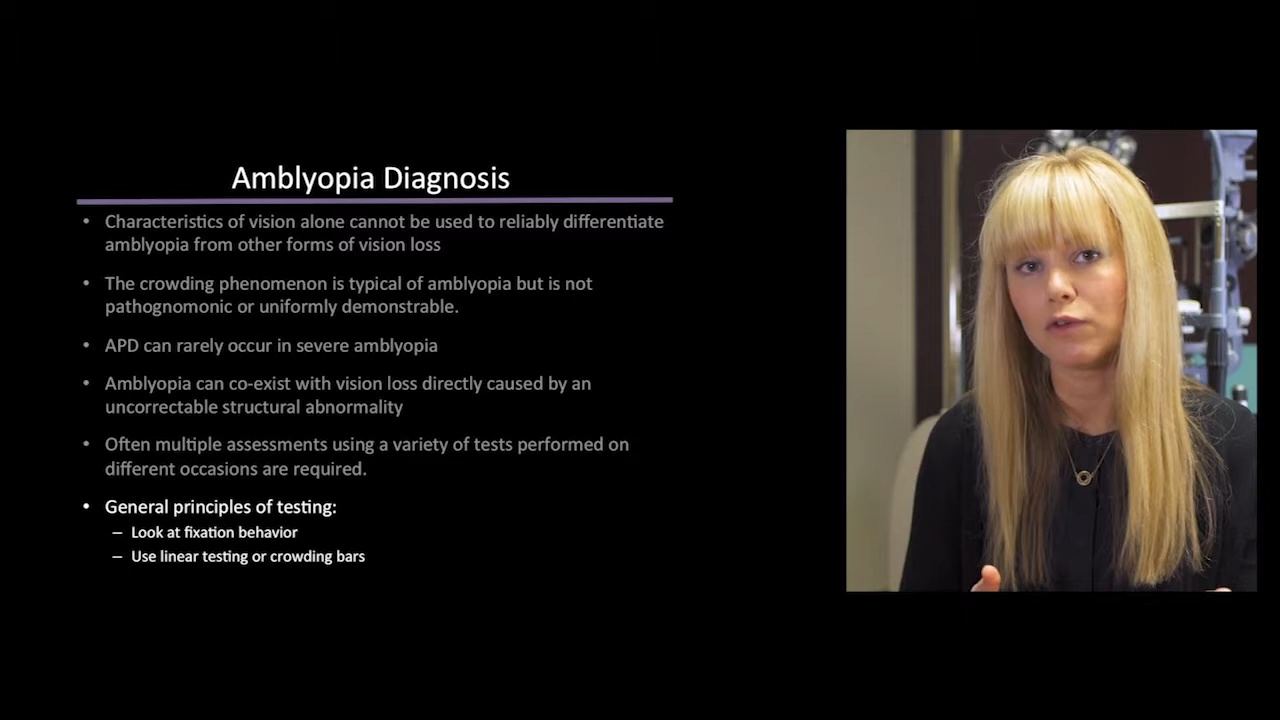 Amblyopia Diagnosis
• Characteristics of vision alone cannot be used to reliably differentiate
amblyopia from other forms of vision loss
• The crowding phenomenon is typical of amblyopia but is not
pathognomonic or uniformly demonstrable.
• APD can rarely occur in severe amblyopia
• Amblyopia can co-exist with vision loss directly caused by an
uncorrectable structural abnormality
• Often multiple assessments using a variety of tests performed on
different occasions are required.
• General principles of testing:
– Look at fixation behavior
– Use linear testing or crowding bars